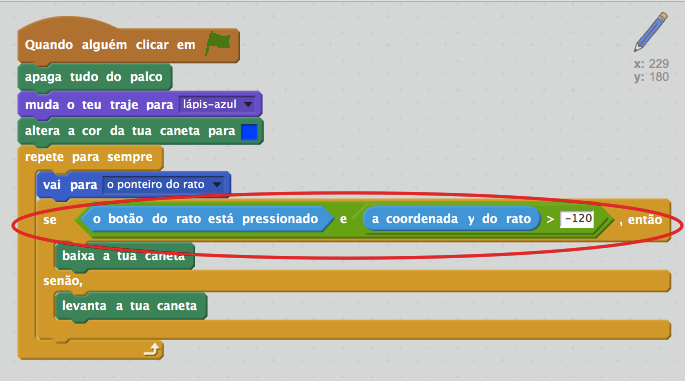 Quando alguém clicar em
apaga tudo do palco
muda o teu traje para lápis-azul
altera a cor da tua caneta para
repete para sempre
vai para o ponteiro do rato
se o botão do rato está pressionado e a coordenada y do rato > -120 , então
baixa a tua caneta
senão,
levanta a tua caneta
x: 229
y: 180